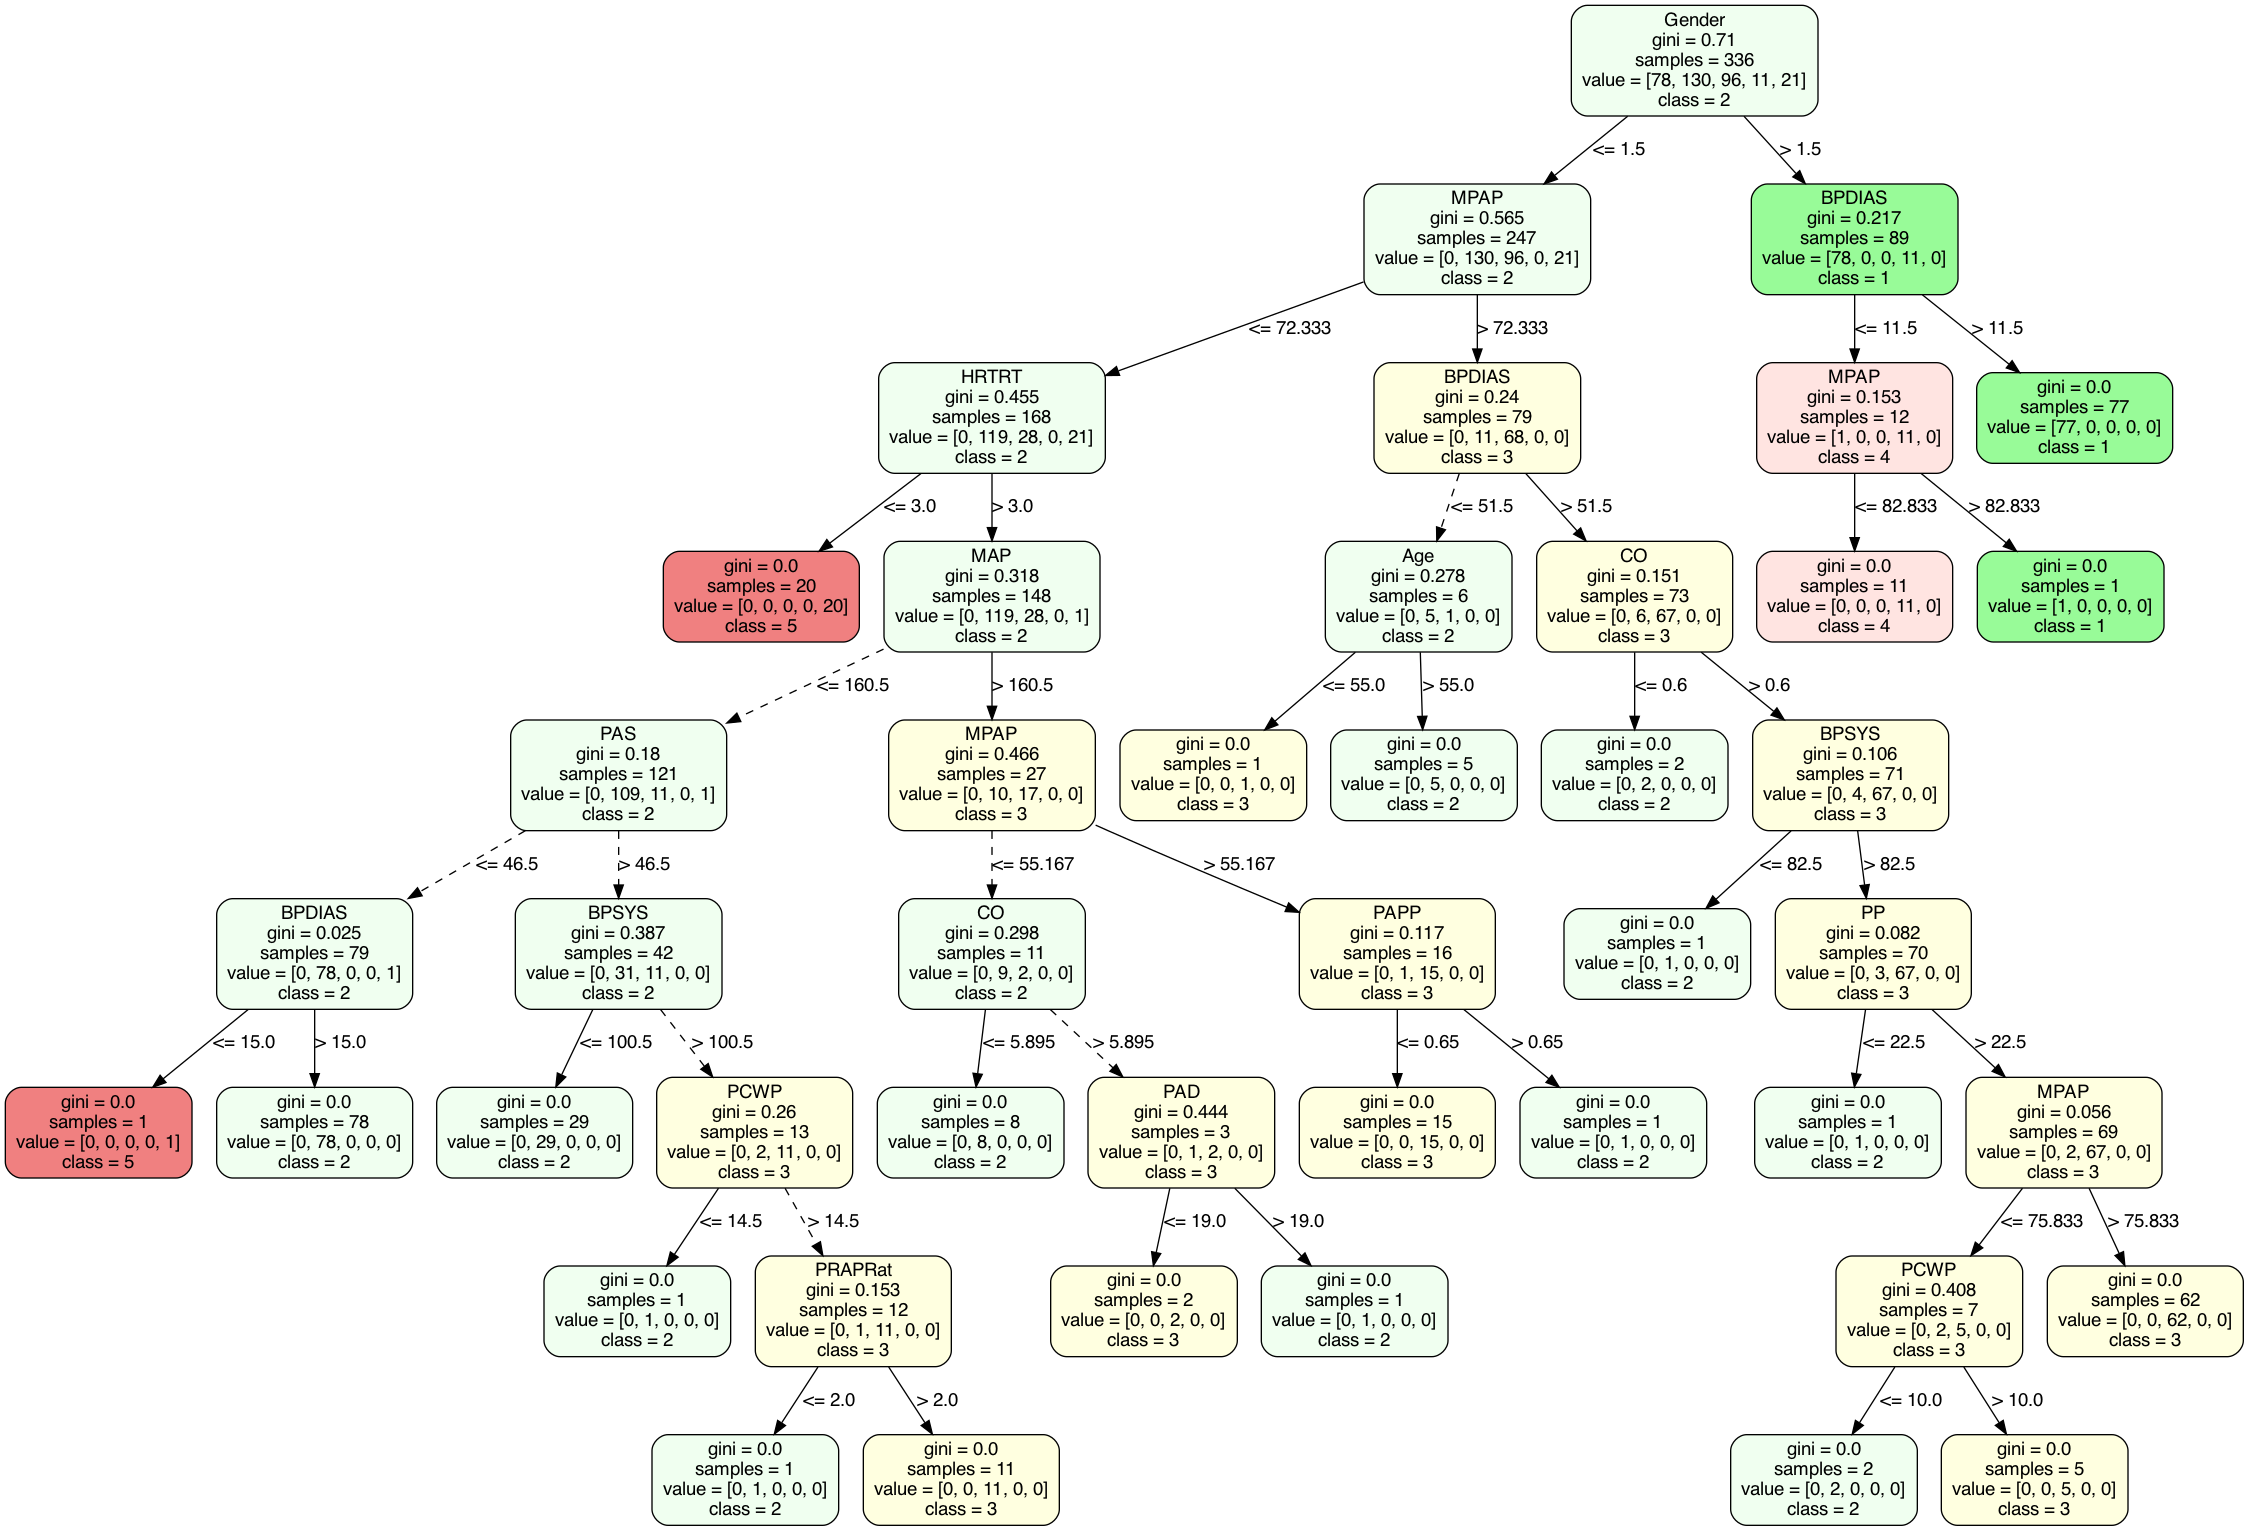 Gender
gini = 0.71
samples = 336
value = [78, 130, 96, 11, 21]
class = 2
<= 1.5
> 1.5
MPAP
gini = 0.565
samples = 247
value = [0, 130, 96, 0, 21]
class = 2
BPDIAS
gini = 0.217
samples = 89
value = [78, 0, 0, 11, 0]
class = 1
<= 72.333
> 72.333
<= 11.5
> 11.5
HRTRT
gini = 0.455
samples = 168
value = [0, 119, 28, 0, 21]
class = 2
BPDIAS
gini = 0.24
samples = 79
value = [0, 11, 68, 0, 0]
class = 3
MPAP
gini = 0.153
samples = 12
value = [1, 0, 0, 11, 0]
class = 4
gini = 0.0
samples = 77
value = [77, 0, 0, 0, 0]
class = 1
<= 3.0
> 3.0
<= 51.5
> 51.5
<= 82.833
> 82.833
gini = 0.0
samples = 20
value = [0, 0, 0, 0, 20]
class = 5
MAP
gini = 0.318
samples = 148
value = [0, 119, 28, 0, 1]
class = 2
Age
gini = 0.278
samples = 6
value = [0, 5, 1, 0, 0]
class = 2
CO
gini = 0.151
samples = 73
value = [0, 6, 67, 0, 0]
class = 3
gini = 0.0
samples = 11
value = [0, 0, 0, 11, 0]
class = 4
gini = 0.0
samples = 1
value = [1, 0, 0, 0, 0]
class = 1
<= 160.5
> 160.5
<= 55.0
> 55.0
<= 0.6
> 0.6
PAS
gini = 0.18
samples = 121
value = [0, 109, 11, 0, 1]
class = 2
MPAP
gini = 0.466
samples = 27
value = [0, 10, 17, 0, 0]
class = 3
gini = 0.0
samples = 1
value = [0, 0, 1, 0, 0]
class = 3
gini = 0.0
samples = 5
value = [0, 5, 0, 0, 0]
class = 2
gini = 0.0
samples = 2
value = [0, 2, 0, 0, 0]
class = 2
BPSYS
gini = 0.106
samples = 71
value = [0, 4, 67, 0, 0]
class = 3
<= 46.5
> 46.5
<= 55.167
> 55.167
<= 82.5
> 82.5
BPDIAS
gini = 0.025
samples = 79
value = [0, 78, 0, 0, 1]
class = 2
BPSYS
gini = 0.387
samples = 42
value = [0, 31, 11, 0, 0]
class = 2
CO
gini = 0.298
samples = 11
value = [0, 9, 2, 0, 0]
class = 2
PAPP
gini = 0.117
samples = 16
value = [0, 1, 15, 0, 0]
class = 3
gini = 0.0
samples = 1
value = [0, 1, 0, 0, 0]
class = 2
PP
gini = 0.082
samples = 70
value = [0, 3, 67, 0, 0]
class = 3
<= 15.0
> 15.0
<= 100.5
> 100.5
<= 5.895
> 5.895
<= 0.65
> 0.65
<= 22.5
> 22.5
gini = 0.0
samples = 1
value = [0, 0, 0, 0, 1]
class = 5
gini = 0.0
samples = 78
value = [0, 78, 0, 0, 0]
class = 2
gini = 0.0
samples = 29
value = [0, 29, 0, 0, 0]
class = 2
PCWP
gini = 0.26
samples = 13
value = [0, 2, 11, 0, 0]
class = 3
gini = 0.0
samples = 8
value = [0, 8, 0, 0, 0]
class = 2
PAD
gini = 0.444
samples = 3
value = [0, 1, 2, 0, 0]
class = 3
gini = 0.0
samples = 15
value = [0, 0, 15, 0, 0]
class = 3
gini = 0.0
samples = 1
value = [0, 1, 0, 0, 0]
class = 2
gini = 0.0
samples = 1
value = [0, 1, 0, 0, 0]
class = 2
MPAP
gini = 0.056
samples = 69
value = [0, 2, 67, 0, 0]
class = 3
<= 14.5
> 14.5
<= 19.0
> 19.0
<= 75.833
> 75.833
gini = 0.0
samples = 1
value = [0, 1, 0, 0, 0]
class = 2
PRAPRat
gini = 0.153
samples = 12
value = [0, 1, 11, 0, 0]
class = 3
gini = 0.0
samples = 2
value = [0, 0, 2, 0, 0]
class = 3
gini = 0.0
samples = 1
value = [0, 1, 0, 0, 0]
class = 2
PCWP
gini = 0.408
samples = 7
value = [0, 2, 5, 0, 0]
class = 3
gini = 0.0
samples = 62
value = [0, 0, 62, 0, 0]
class = 3
<= 2.0
> 2.0
<= 10.0
> 10.0
gini = 0.0
samples = 1
value = [0, 1, 0, 0, 0]
class = 2
gini = 0.0
samples = 11
value = [0, 0, 11, 0, 0]
class = 3
gini = 0.0
samples = 2
value = [0, 2, 0, 0, 0]
class = 2
gini = 0.0
samples = 5
value = [0, 0, 5, 0, 0]
class = 3